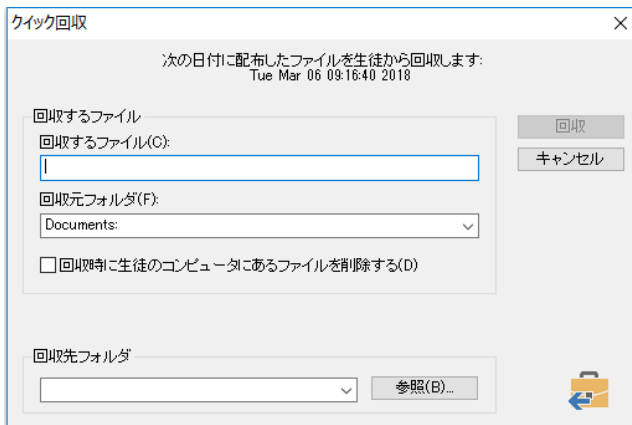 クイック回収
次の日付に配布したファイルを生徒から回収します:
Tue Mar 06 09:16:40 2018
回収するファイル
回収するファイル(C):
回収元フォルダ(F):
Documents:
回収時に生徒のコンピュータにあるファイルを削除する(D)
回収
キャンセル
回収先フォルダ
参照(B)...